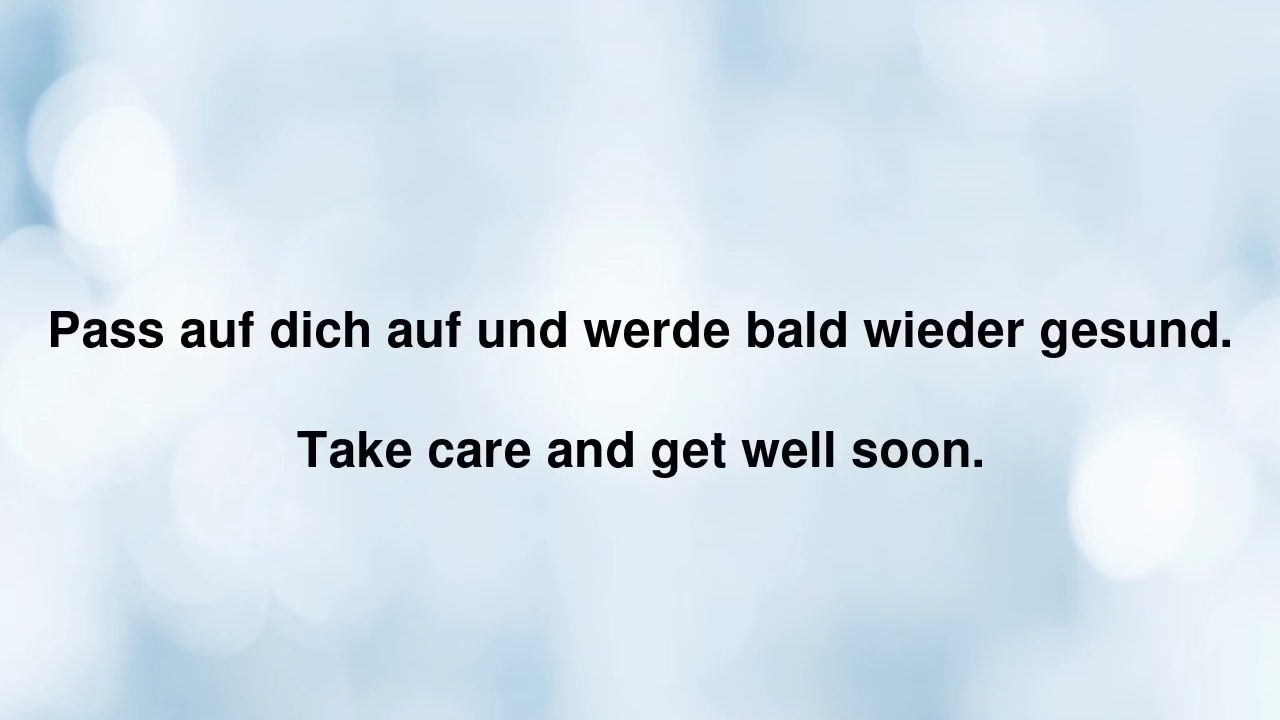 Pass auf dich auf und werde bald wieder gesund.
Take care and get well soon.